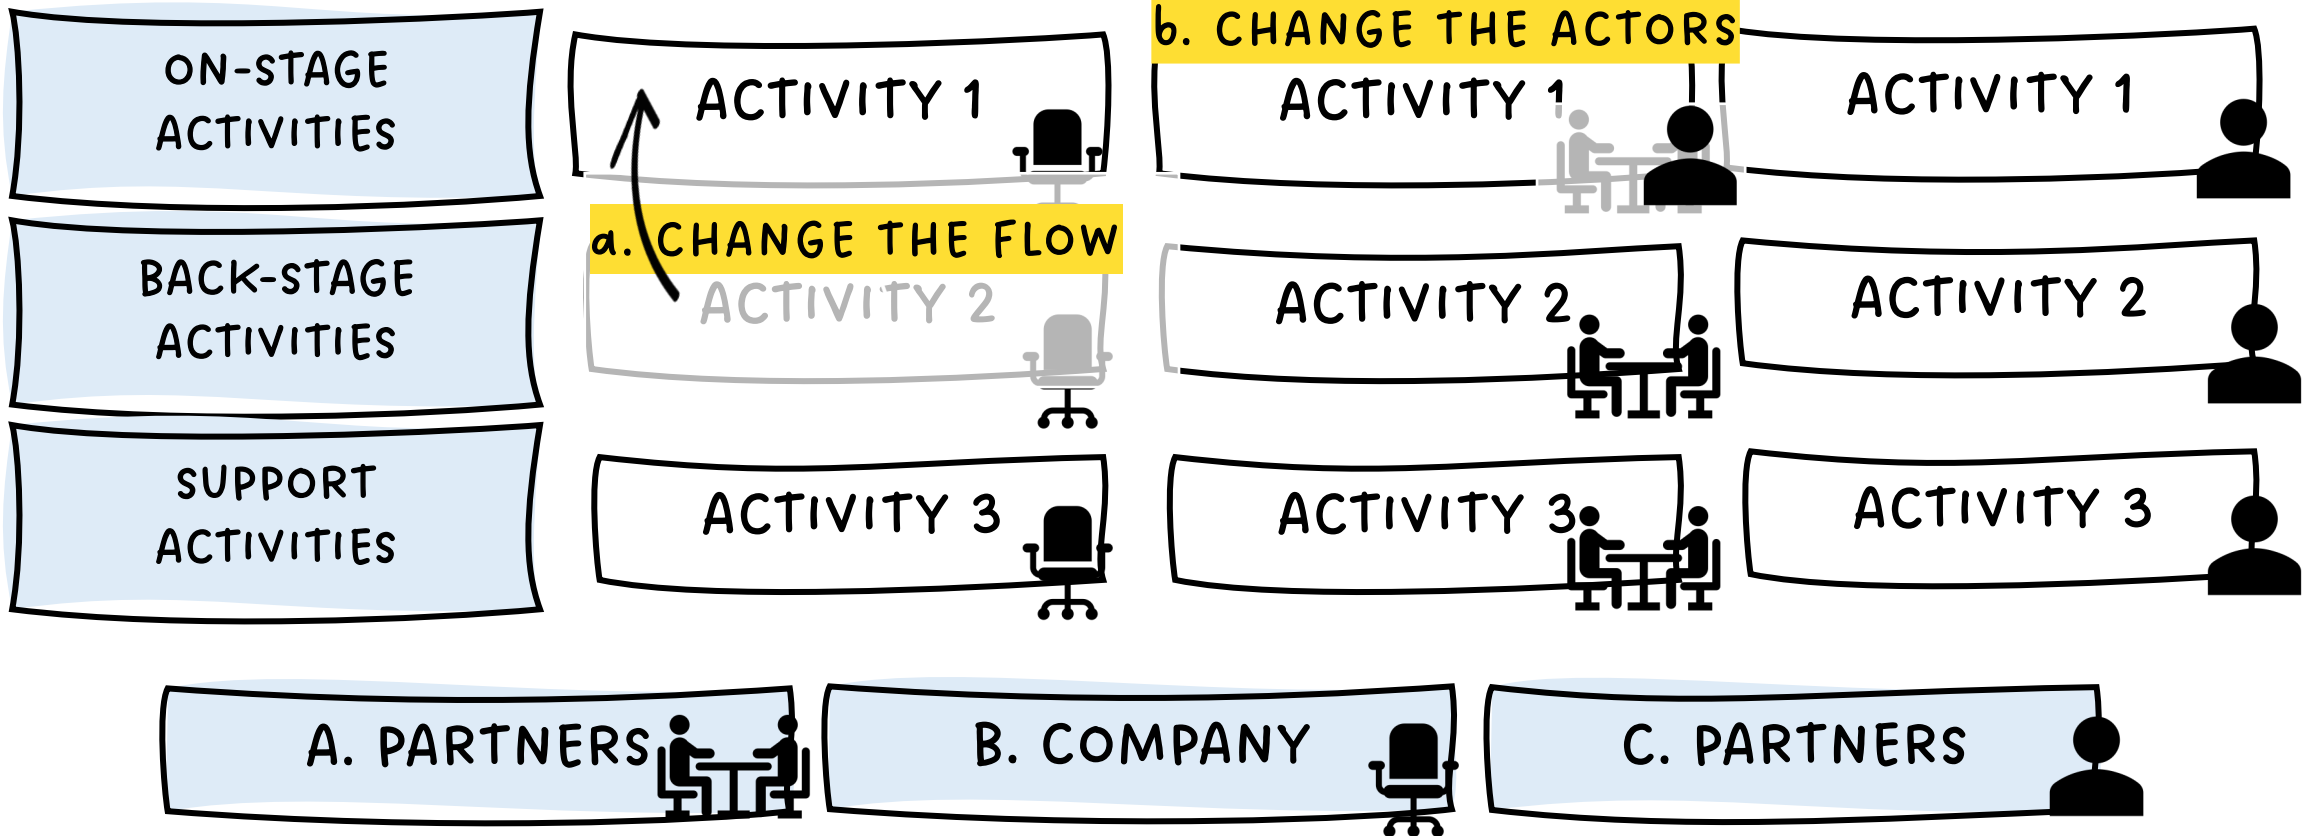 ON-STAGE
ACTIVITIES
ACTIVITY 1
b. CHANGE THE ACTORS
ACTIVITY 1
ACTIVITY 1
BACK-STAGE
ACTIVITIES
a. CHANGE THE FLOW
ACTIVITY 2
ACTIVITY 2
ACTIVITY 2
SUPPORT
ACTIVITIES
ACTIVITY 3
ACTIVITY 3
ACTIVITY 3
A. PARTNERS
B. COMPANY
C. PARTNERS